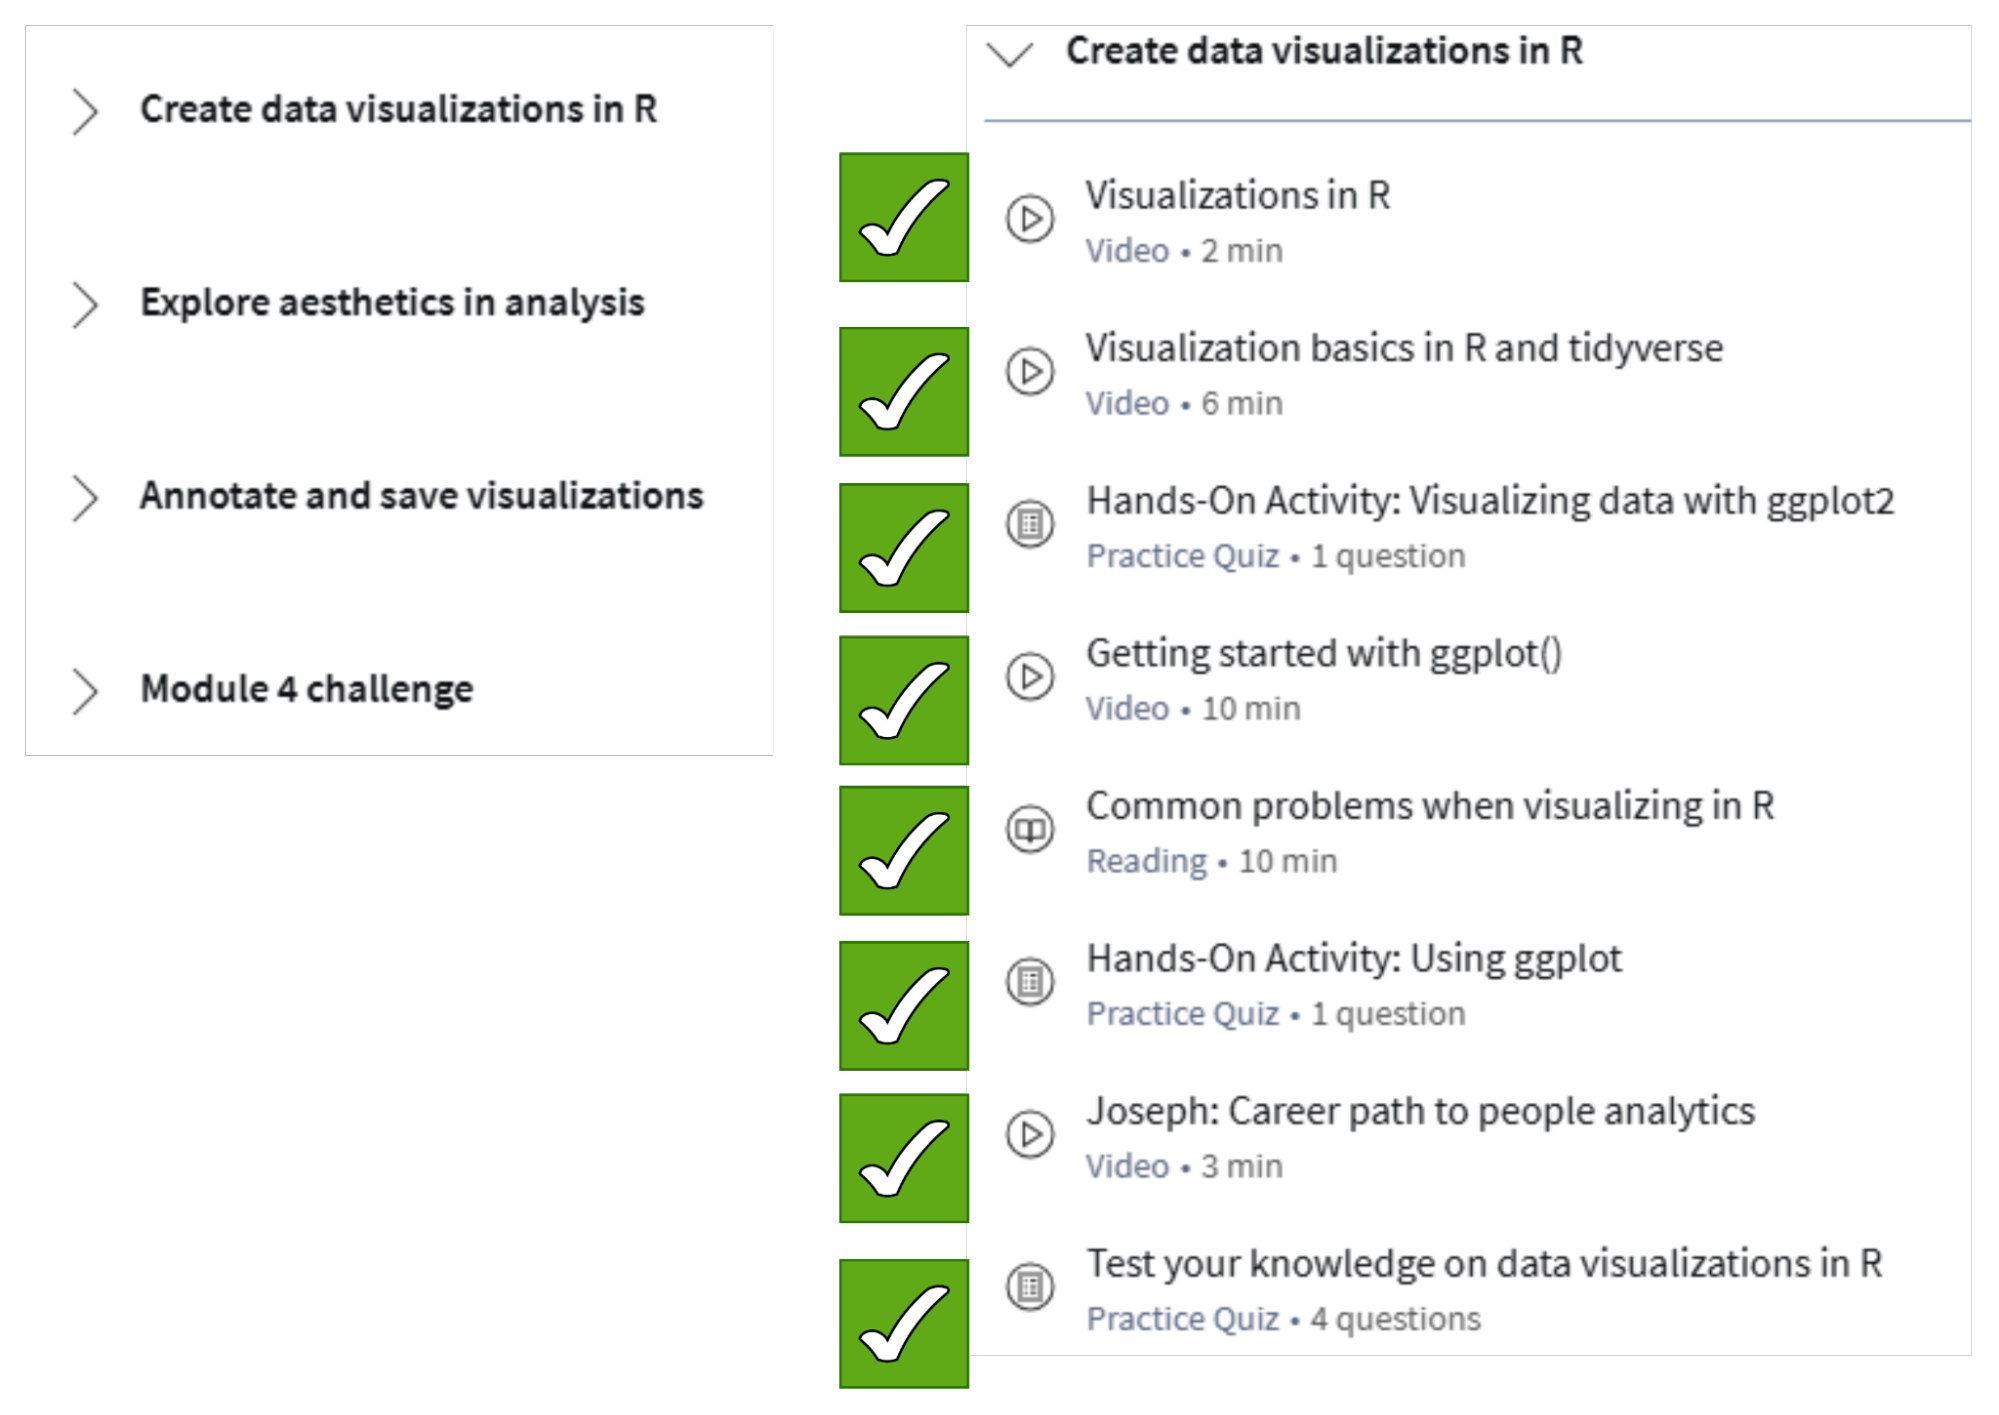 Create data visualizations in R
Explore aesthetics in analysis
Annotate and save visualizations
Module 4 challenge
Create data visualizations in R
Visualizations in R
Video • 2 min
Visualization basics in R and tidyverse
Video • 6 min
Hands-On Activity: Visualizing data with ggplot2
Practice Quiz • 1 question
Getting started with ggplot()
Video • 10 min
Common problems when visualizing in R
Reading • 10 min
Hands-On Activity: Using ggplot
Practice Quiz • 1 question
Joseph: Career path to people analytics
Video • 3 min
Test your knowledge on data visualizations in R
Practice Quiz • 4 questions